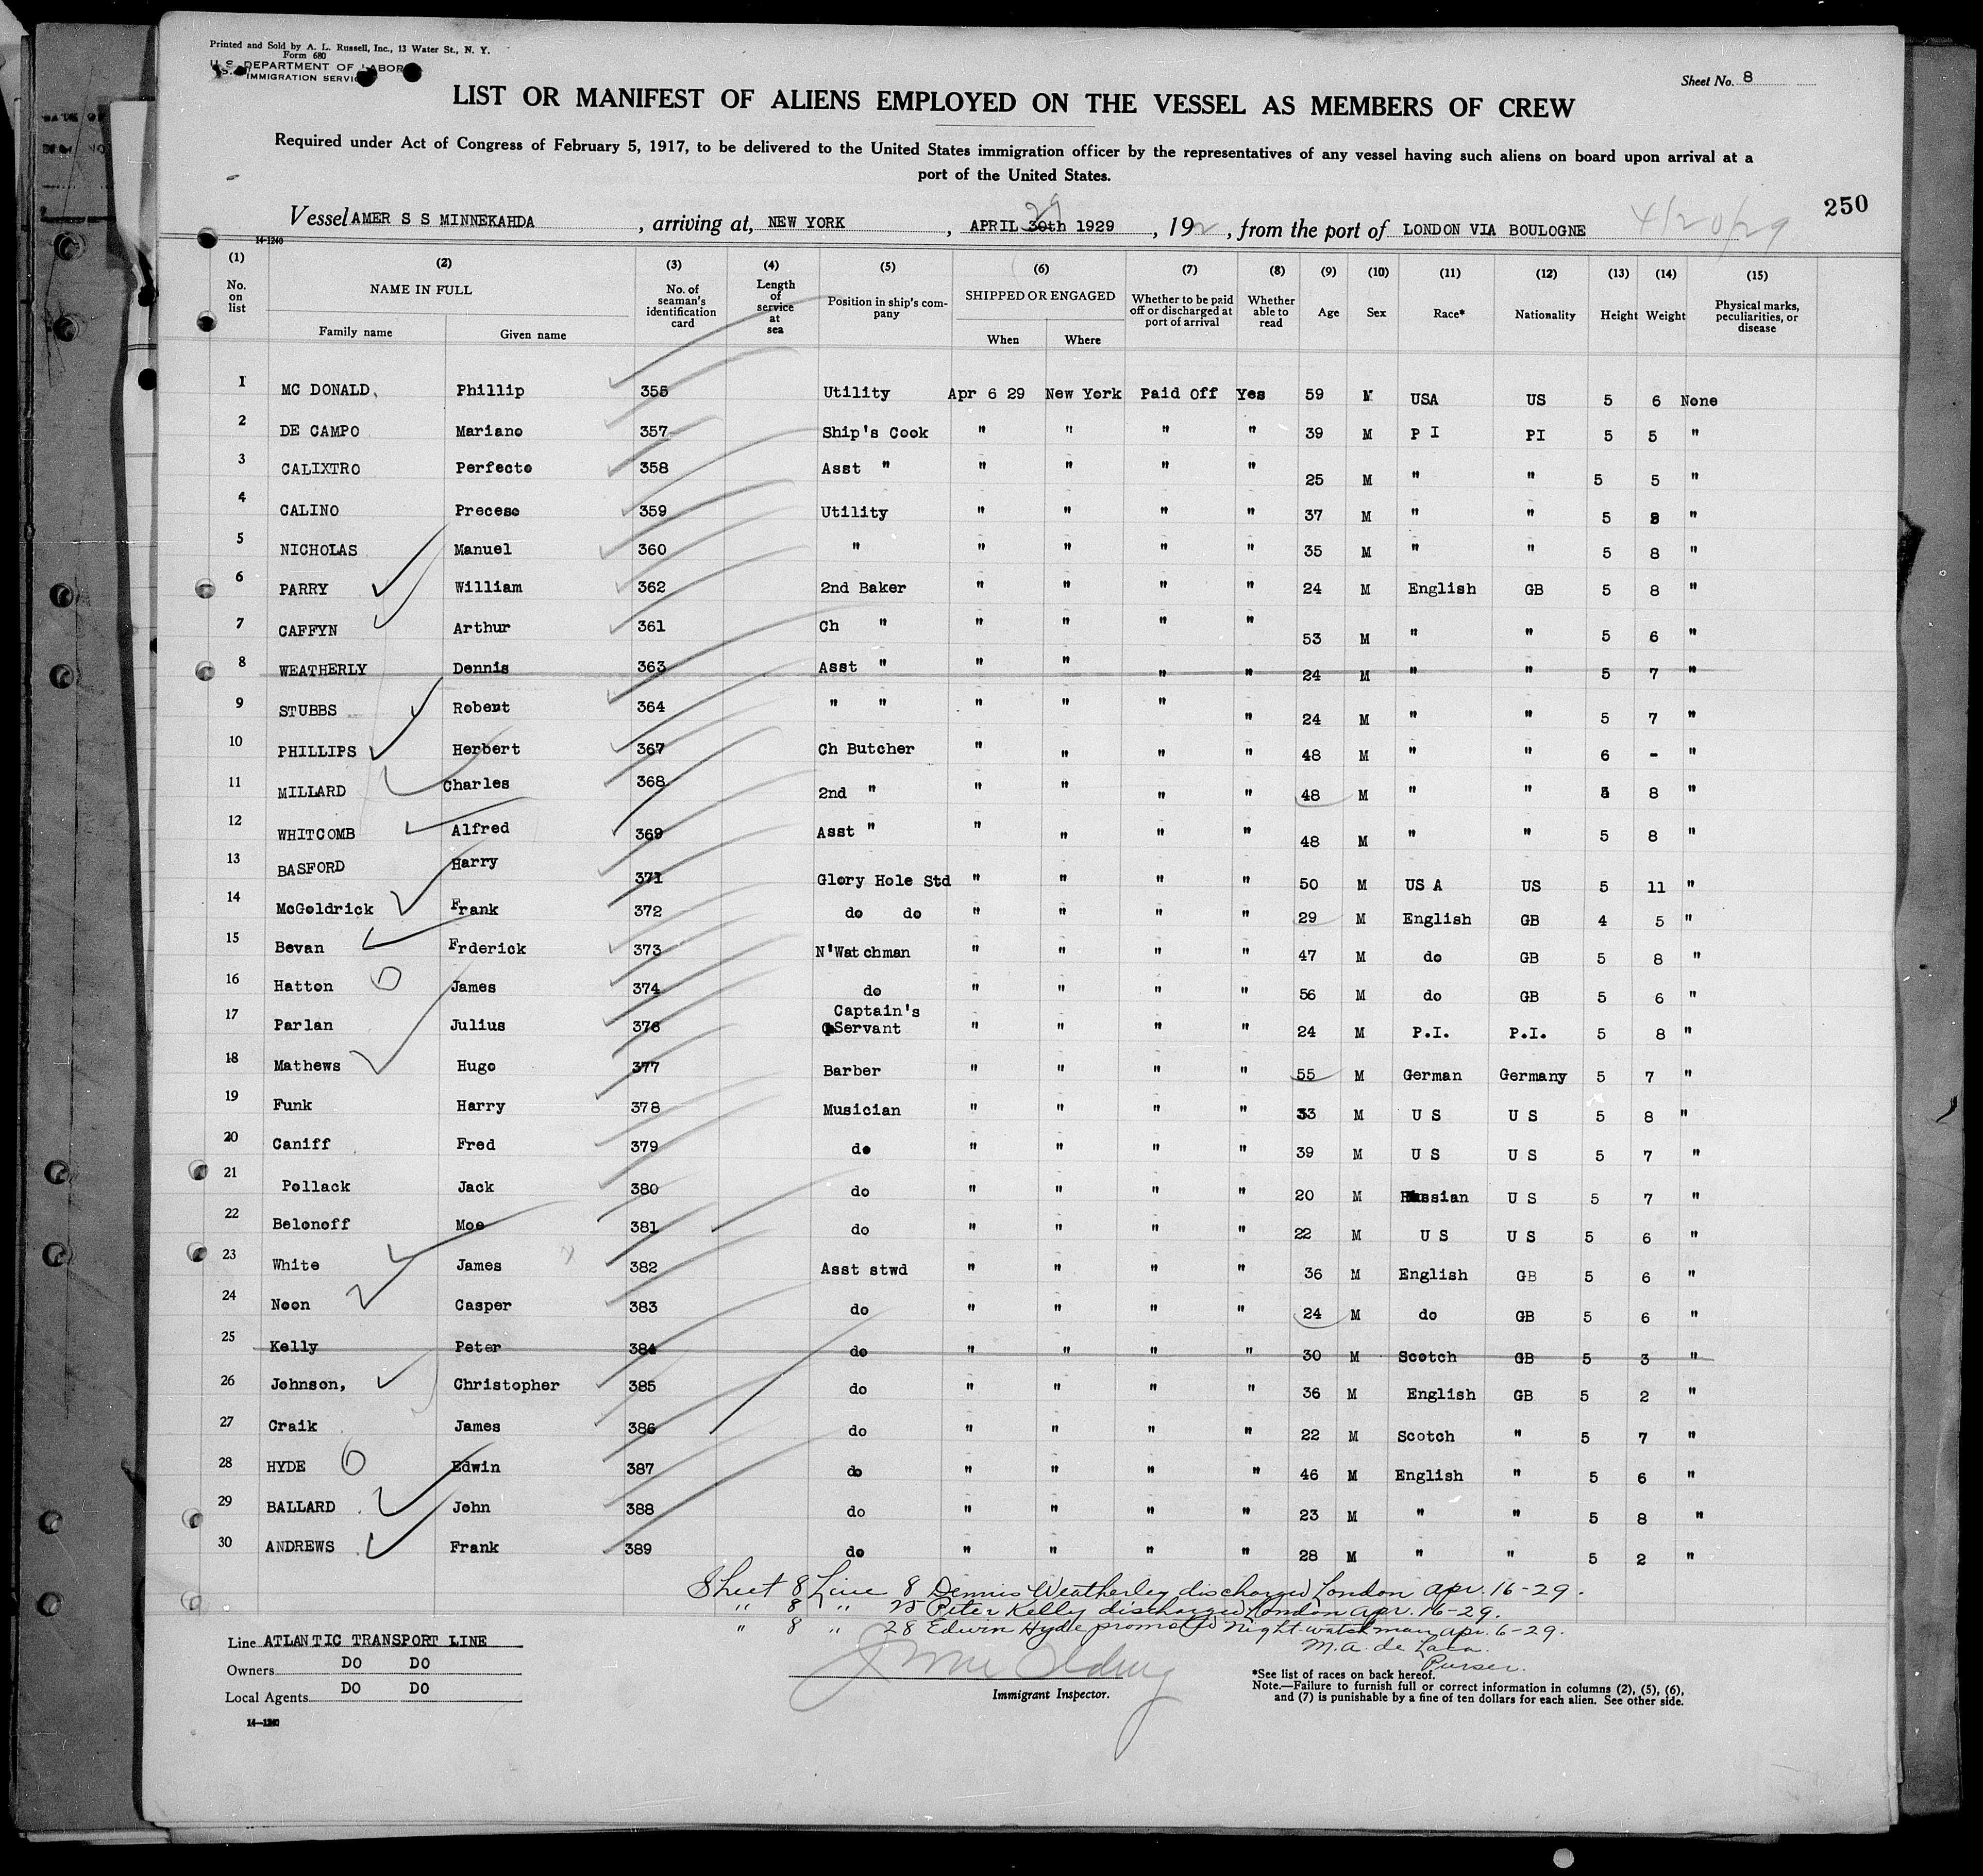 Printed and Sold by A. L. Russell, Inc., 13 Water St., N. Y.
Form 680
U. S. DEPARTMENT OF LABOR
IMMIGRATION SERVICE
Sheet No. 8
LIST OR MANIFEST OF ALIENS EMPLOYED ON THE VESSEL AS MEMBERS OF CREW
Required under Act of Congress of February 5, 1917, to be delivered to the United States immigration officer by the representatives of any vessel having such aliens on board upon arrival at a
port of the United States.
250
Vessel AMER S S MINNEKAHDA, arriving at, NEW YORK, APRIL 30th 1929, 192, from the port of LONDON VIA BOULOGNE
29
4/20/29
14-1240
(1) (2) (3) (4) (5) (6) (7) (8) (9) (10) (11) (12) (13) (14) (15)
No. on list NAME IN FULL Family name Given name No. of seaman's identification card Length of service at sea Position in ship's company SHIPPED OR ENGAGED When Where Whether to be paid off or discharged at port of arrival Whether able to read Age Sex Race* Nationality Height Weight Physical marks, peculiarities, or disease
1 MC DONALD, Phillip 355 Utility Apr 6 29 New York Paid Off Yes 59 M USA US 5 6 None
2 DE CAMPO Mariano 357 Ship's Cook " " " " 39 M P I PI 5 5 "
3 CALIXTRO Perfecto 358 Asst " " " " " 25 M " " 5 5 "
4 CALINO Preceso 359 Utility " " " " 37 M " " 5 8 "
5 NICHOLAS Manuel 360 " " " " " 35 M " " 5 8 "
6 PARRY William 362 2nd Baker " " " " 24 M English GB 5 8 "
7 CAFFYN Arthur 361 Ch " " " " " 53 M " " 5 6 "
8 WEATHERLY Dennis 363 Asst " " " " " 24 M " " 5 7 "
9 STUBBS Robert 364 " " " " " " 24 M " " 5 7 "
10 PHILLIPS Herbert 367 Ch Butcher " " " " 48 M " " 6 - "
11 MILLARD Charles 368 2nd " " " " " 48 M " " 5 8 "
12 WHITCOMB Alfred 369 Asst " " " " " 48 M " " 5 8 "
13 BASFORD Harry 371 Glory Hole Std " " " " 50 M US A US 5 11 "
14 McGoldrick Frank 372 do do " " " " 29 M English GB 4 5 "
15 Bevan Frderick 373 N'Watchman " " " " 47 M do GB 5 8 "
16 Hatton James 374 do " " " " 56 M do GB 5 6 "
17 Parlan Julius 376 Captain's Servant " " " " 24 M P.I. P.I. 5 8 "
18 Mathews Hugo 377 Barber " " " " 55 M German Germany 5 7 "
19 Funk Harry 378 Musician " " " " 33 M U S U S 5 8 "
20 Caniff Fred 379 do " " " " 39 M U S U S 5 7 "
21 Pollack Jack 380 do " " " " 20 M Russian U S 5 7 "
22 Belonoff Moe 381 do " " " " 22 M U S U S 5 6 "
23 White James 382 Asst stwd " " " " 36 M English GB 5 6 "
24 Noon Casper 383 do " " " " 24 M do GB 5 6 "
25 Kelly Peter 384 do " " " " 30 M Scotch GB 5 3 "
26 Johnson, Christopher 385 do " " " " 36 M English GB 5 2 "
27 Craik James 386 do " " " " 22 M Scotch " 5 7 "
28 HYDE Edwin 387 do " " " " 46 M English " 5 6 "
29 BALLARD John 388 do " " " " 23 M " " 5 8 "
30 ANDREWS Frank 389 do " " " " 28 M " " 5 2 "
Sheet 8 Line 8 Dennis Weatherley discharged London apr. 16-29.
" 8 " 25 Peter Kelly discharged London apr. 16-29.
" 8 " 28 Edwin Hyde promoted Night watchman apr. 6-29.
M. A. de Lara.
Purser.
Line ATLANTIC TRANSPORT LINE
Owners DO DO
Local Agents DO DO
Immigrant Inspector.
*See list of races on back hereof.
Note.—Failure to furnish full or correct information in columns (2), (5), (6),
and (7) is punishable by a fine of ten dollars for each alien. See other side.
14-1240